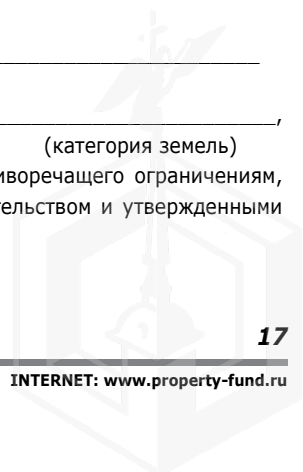 ,
(категория земель)
иворечащего ограничениям,
тельством и утвержденными
17
INTERNET: www.property-fund.ru